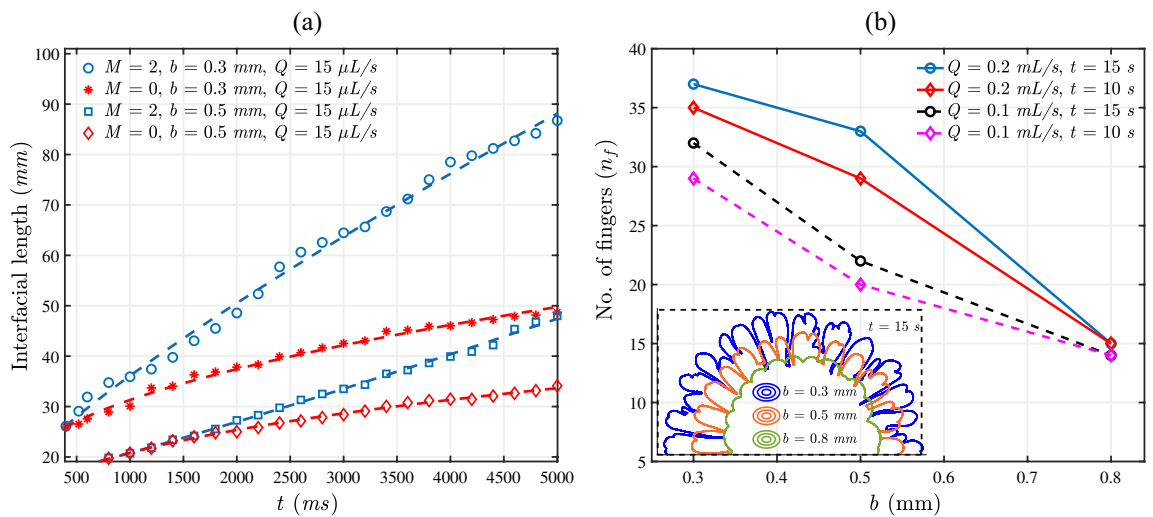 (a)
M = 2, b = 0.3 mm, Q = 15 μL/s
M = 0, b = 0.3 mm, Q = 15 μL/s
M = 2, b = 0.5 mm, Q = 15 μL/s
M = 0, b = 0.5 mm, Q = 15 μL/s
Interfacial length (mm)
100
90
80
70
60
50
40
30
20
500 1000 1500 2000 2500 3000 3500 4000 4500 5000
t (ms)
(b)
Q = 0.2 mL/s, t = 15 s
Q = 0.2 mL/s, t = 10 s
Q = 0.1 mL/s, t = 15 s
Q = 0.1 mL/s, t = 10 s
No. of fingers (n_f)
40
35
30
25
20
15
10
5
t = 15 s
b = 0.3 mm
b = 0.5 mm
b = 0.8 mm
0.3 0.4 0.5 0.6 0.7 0.8
b (mm)